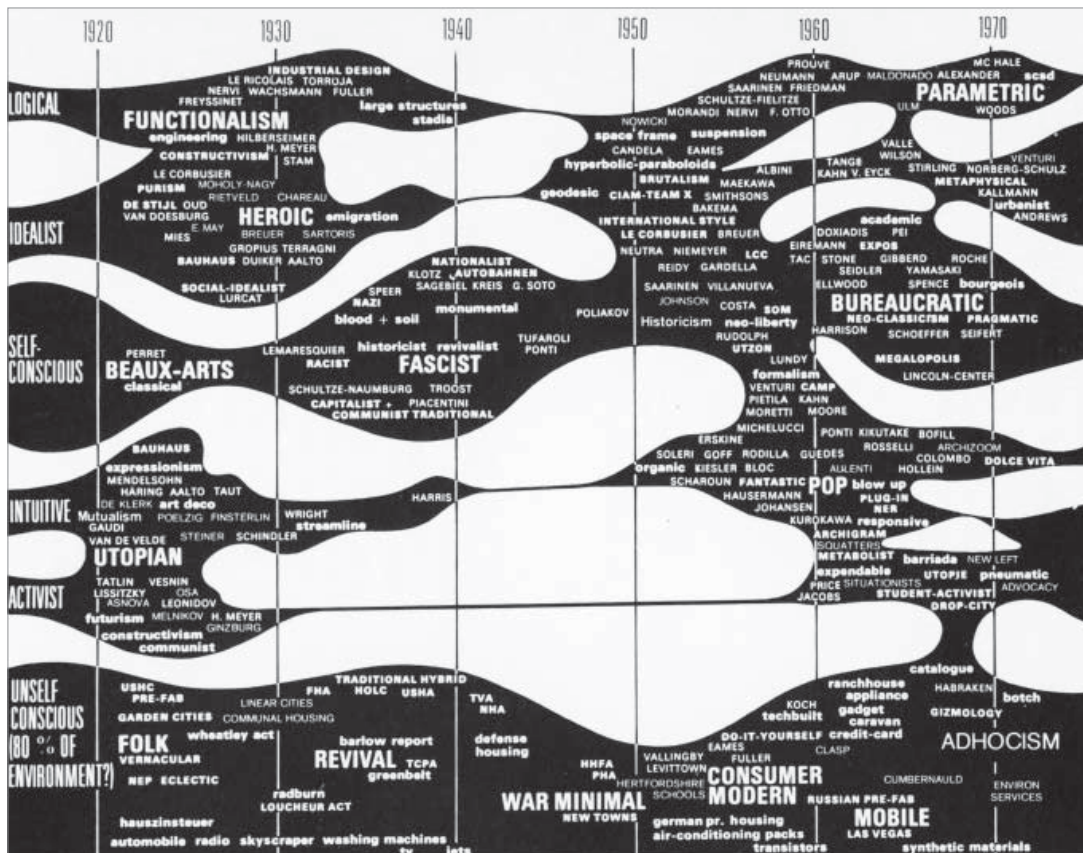 1920 1930 1940 1950 1960 1970
LOGICAL
INDUSTRIAL DESIGN
LE RICOLAIS TORROJA
NERVI WACHSMANN FULLER
FREYSSINET
large structures
stadia
FUNCTIONALISM
engineering HILBERSEIMER
H. MEYER
CONSTRUCTIVISM STAM
LE CORBUSIER
PURISM MOHOLY-NAGY
RIETVELD CHAREAU
DE STIJL OUD
VAN DOESBURG
HEROIC emigration
E. MAY
MIES BREUER SARTORIS
GROPIUS TERRAGNI
BAUHAUS DUIKER AALTO
PROUVE
NEUMANN ARUP MALDONADO ALEXANDER
MC HALE
scsd
SAARINEN FRIEDMAN
SCHULTZE-FIELITZ
MORANDI NERVI F. OTTO
PARAMETRIC
ULM WOODS
NOWICKI
space frame suspension
CANDELA EAMES
hyperbolic-paraboloids
BRUTALISM
ALBINI
geodesic CIAM-TEAM X
MAEKAWA
SMITHSONS
BAKEMA
INTERNATIONAL STYLE
LE CORBUSIER BREUER
NEUTRA NIEMEYER LCC
REIDY GARDELLA
VALLE
WILSON
TANGE
KAHN V. EYCK
STIRLING
VENTURI
NORBERG-SCHULZ
METAPHYSICAL
KALLMANN
urbanist
ANDREWS
academic
DOXIADIS PEI
EIREMANN EXPOS
TAC STONE GIBBERD ROCHE
SEIDLER YAMASAKI
ELLWOOD SPENCE bourgeois
IDEALIST
SOCIAL-IDEALIST
LURCAT
NATIONALIST
KLOTZ AUTOBAHNEN
SAGEBIEL KREIS G. SOTO
SPEER
NAZI monumental
blood + soil
SAARINEN VILLANUEVA
JOHNSON COSTA SOM
POLIAKOV
Historicism neo-liberty
RUDOLPH
UTZON
BUREAUCRATIC
NEO-CLASSICISM PRAGMATIC
HARRISON SCHOEFFER SEIFERT
SELF-
CONSCIOUS
PERRET
BEAUX-ARTS
classical
LEMARESQUIER
RACIST
historicist revivalist
FASCIST
TUFAROLI
PONTI
SCHULTZE-NAUMBURG TROOST
CAPITALIST + PIACENTINI
COMMUNIST TRADITIONAL
LUNDY
formalism
VENTURI CAMP
PIETILA KAHN
MORETTI MOORE
MICHELUCCI
MEGALOPOLIS
LINCOLN-CENTER
INTUITIVE
BAUHAUS
expressionism
MENDELSOHN
HARING AALTO TAUT
DE KLERK art deco
Mutualism POELZIG FINSTERLIN
GAUDI
VAN DE VELDE STEINER SCHINDLER
WRIGHT
streamline
HARRIS
UTOPIAN
ERSKINE
SOLERI GOFF RODILLA GUEDES
organic KIESLER BLOC
SCHAROUN FANTASTIC
HAUSERMANN
JOHANSEN
PONTI KIKUTAKE BOFILL
ROSSELLI ARCHIZOOM
COLOMBO DOLCE VITA
AULENTI HOLLEIN
POP blow up
PLUG-IN
NER
KUROKAWA responsive
ARCHIGRAM
SQUATTERS
METABOLIST barriada NEW LEFT
expendable UTOPJE pneumatic
PRICE SITUATIONISTS ADVOCACY
JACOBS STUDENT-ACTIVIST
DROP-CITY
ACTIVIST
TATLIN VESNIN
LISSITZKY OSA
ASNOVA LEONIDOV
futurism MELNIKOV H. MEYER
GINZBURG
constructivism
communist
UNSELF
CONSCIOUS
(80 % OF
ENVIRONMENT?)
USHC
PRE-FAB
LINEAR CITIES
GARDEN CITIES COMMUNAL HOUSING
wheatley act
FOLK
VERNACULAR
NEP ECLECTIC
TRADITIONAL HYBRID
FHA HOLC USHA
TVA
NHA
barlow report
REVIVAL TCPA
greenbelt
defense
housing
radburn
LOUCHEUR ACT
hauszinsteuer
automobile radio skyscraper washing machines
tv jets
HHFA
PHA
VALLINGBY
LEVITTOWN
HERTFORDSHIRE
SCHOOLS
WAR MINIMAL
NEW TOWNS
KOCH
techbuilt
DO-IT-YOURSELF
EAMES
FULLER
CONSUMER
MODERN
german pr. housing
air-conditioning packs
transistors
catalogue
ranchhouse
appliance
gadget
caravan
credit-card
CLASP
HABRAKEN
botch
GIZMOLOGY
ADHOCISM
CUMBERNAULD
ENVIRON
SERVICES
RUSSIAN PRE-FAB
MOBILE
LAS VEGAS
synthetic materials